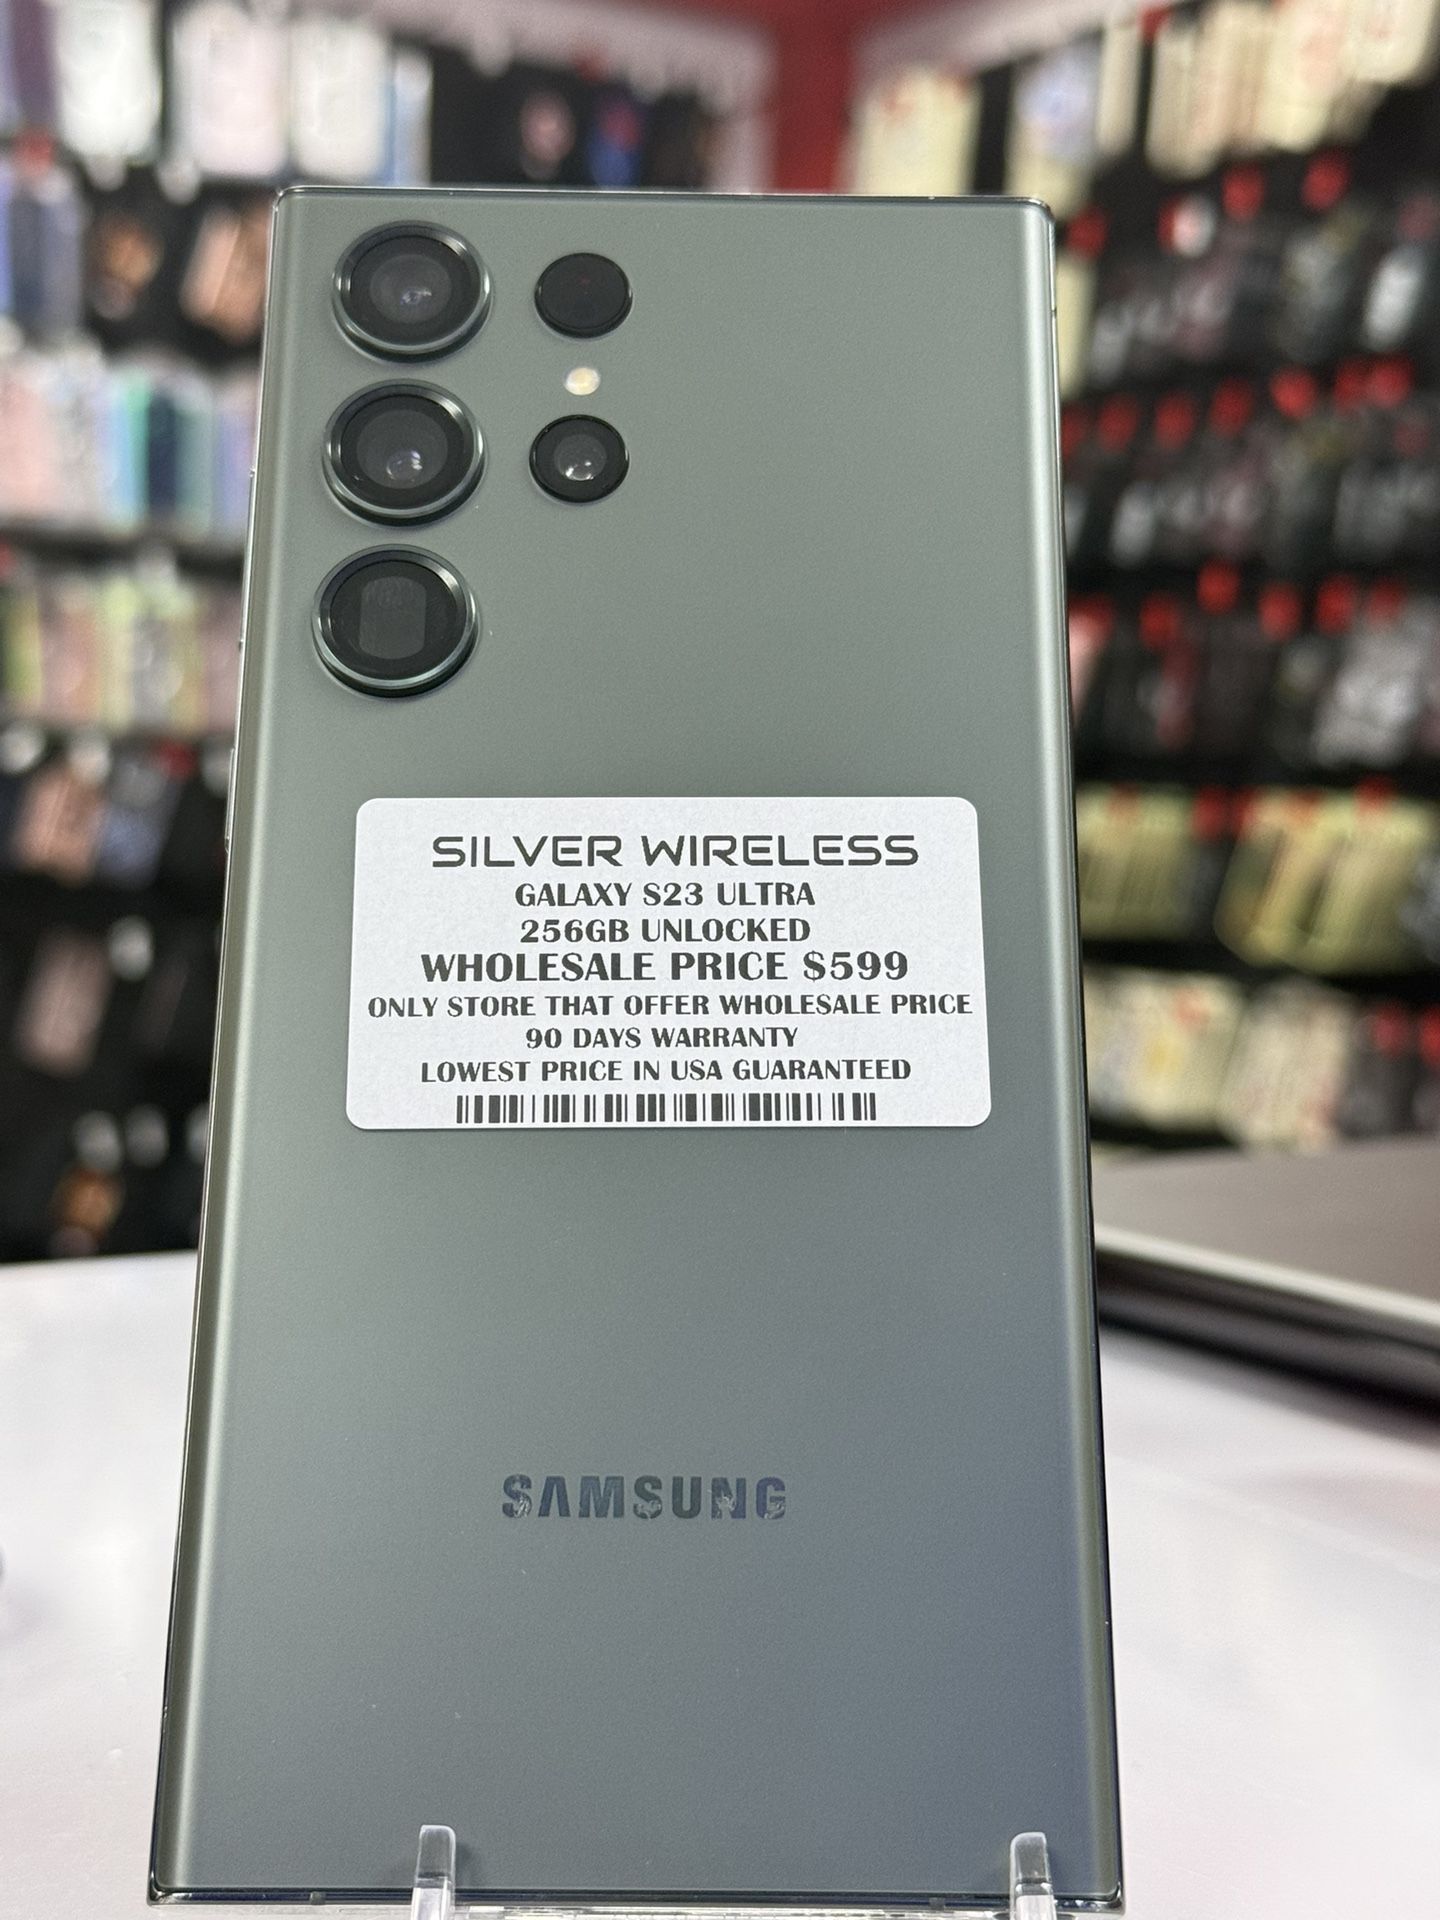 SILVER WIRELESS
GALAXY S23 ULTRA
256GB UNLOCKED
WHOLESALE PRICE $599
ONLY STORE THAT OFFER WHOLESALE PRICE
90 DAYS WARRANTY
LOWEST PRICE IN USA GUARANTEED
SAMSUNG